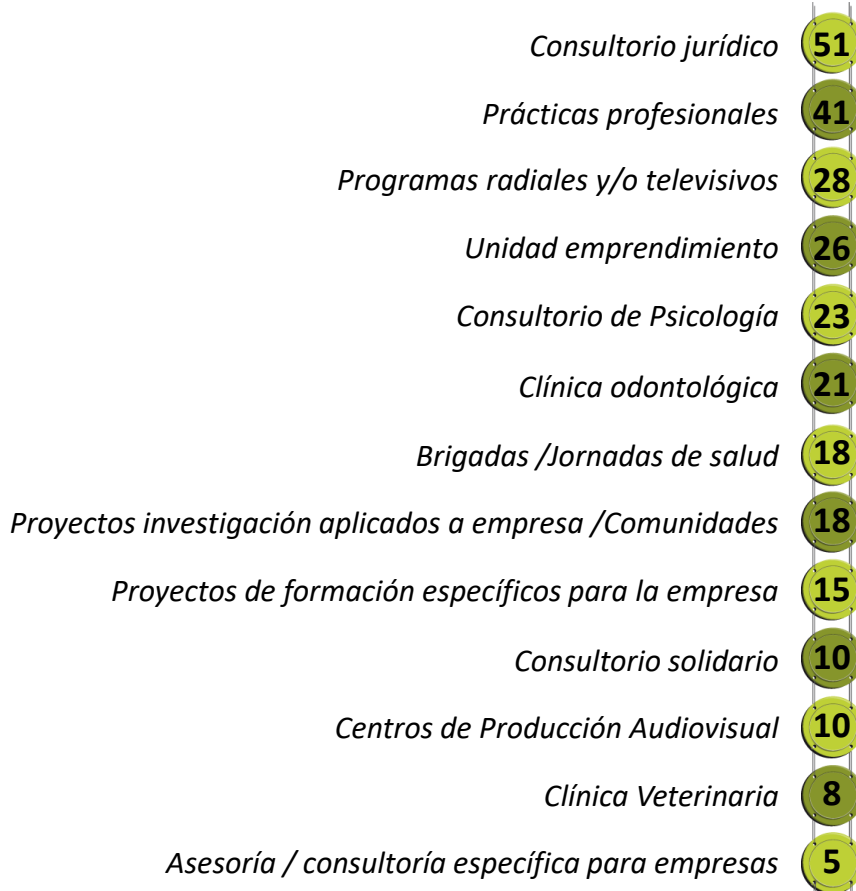 Consultorio jurídico 51
Prácticas profesionales 41
Programas radiales y/o televisivos 28
Unidad emprendimiento 26
Consultorio de Psicología 23
Clínica odontológica 21
Brigadas /Jornadas de salud 18
Proyectos investigación aplicados a empresa /Comunidades 18
Proyectos de formación específicos para la empresa 15
Consultorio solidario 10
Centros de Producción Audiovisual 10
Clínica Veterinaria 8
Asesoría / consultoría específica para empresas 5